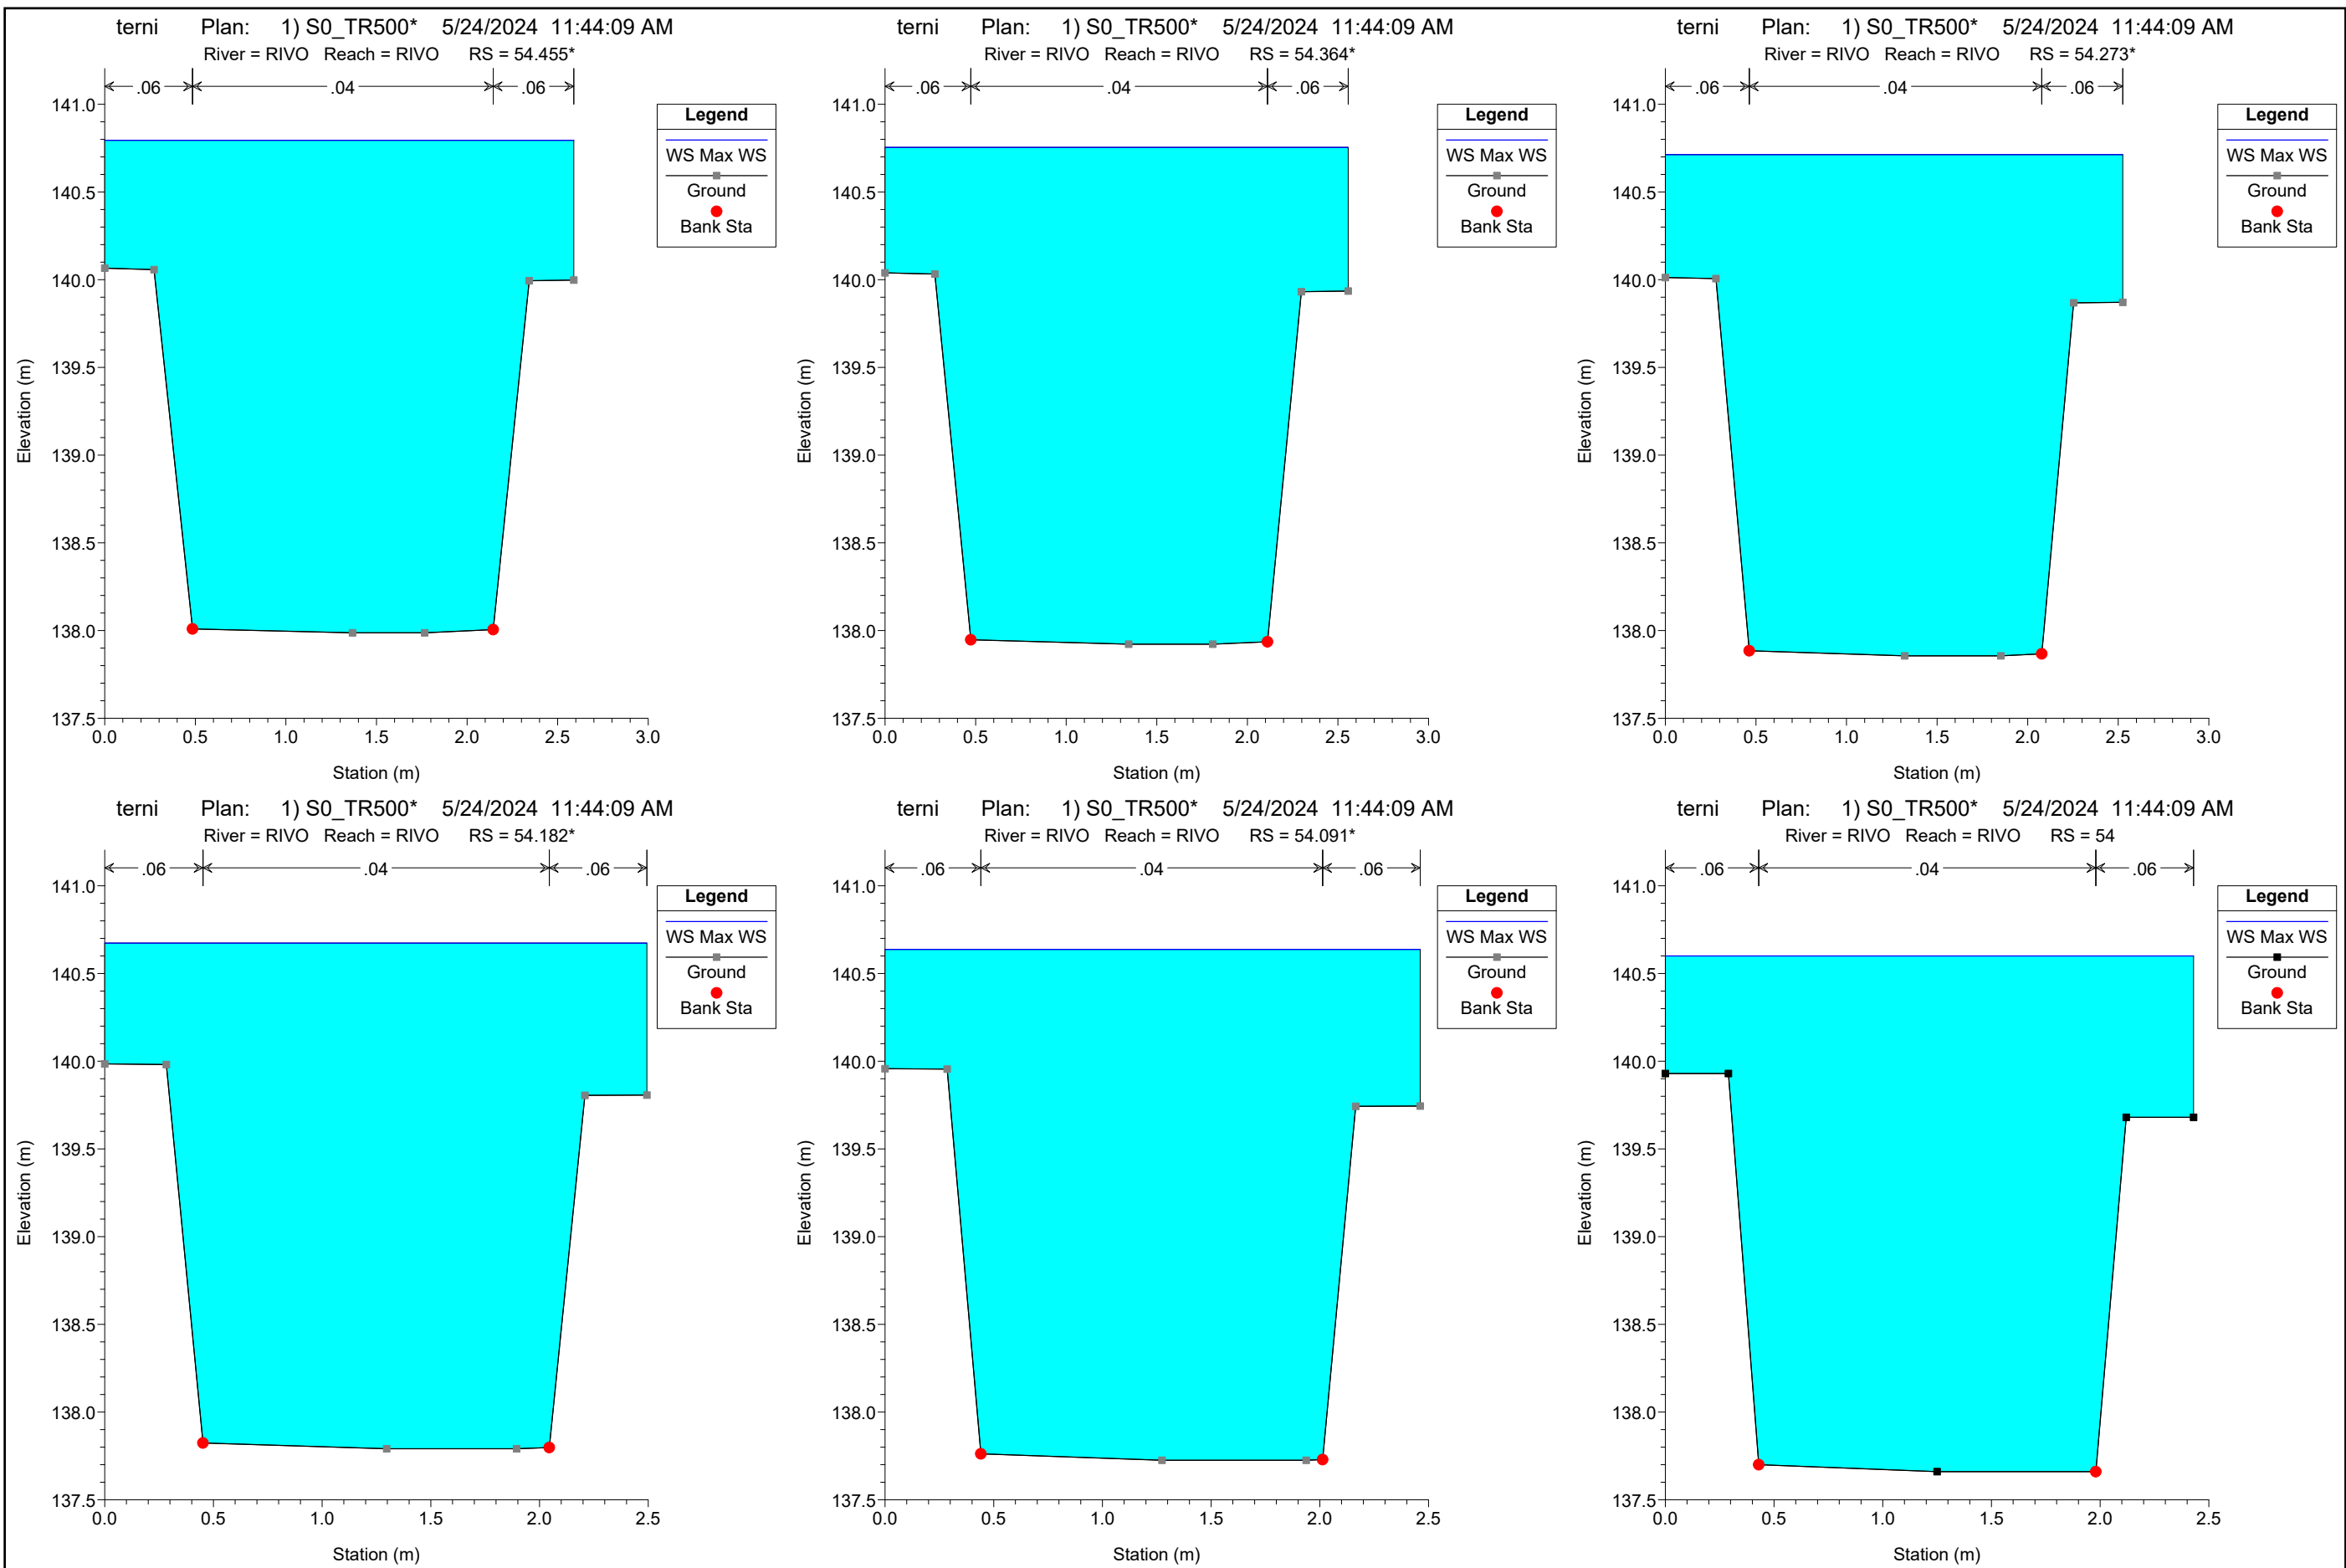 terni Plan: 1) S0_TR500* 5/24/2024 11:44:09 AM
River = RIVO Reach = RIVO RS = 54.455*
.06 .04 .06
Legend
WS Max WS
Ground
Bank Sta
141.0
140.5
140.0
139.5
139.0
138.5
138.0
137.5
Elevation (m)
0.0 0.5 1.0 1.5 2.0 2.5 3.0
Station (m)
terni Plan: 1) S0_TR500* 5/24/2024 11:44:09 AM
River = RIVO Reach = RIVO RS = 54.364*
.06 .04 .06
Legend
WS Max WS
Ground
Bank Sta
141.0
140.5
140.0
139.5
139.0
138.5
138.0
137.5
Elevation (m)
0.0 0.5 1.0 1.5 2.0 2.5 3.0
Station (m)
terni Plan: 1) S0_TR500* 5/24/2024 11:44:09 AM
River = RIVO Reach = RIVO RS = 54.273*
.06 .04 .06
Legend
WS Max WS
Ground
Bank Sta
141.0
140.5
140.0
139.5
139.0
138.5
138.0
137.5
Elevation (m)
0.0 0.5 1.0 1.5 2.0 2.5 3.0
Station (m)
terni Plan: 1) S0_TR500* 5/24/2024 11:44:09 AM
River = RIVO Reach = RIVO RS = 54.182*
.06 .04 .06
Legend
WS Max WS
Ground
Bank Sta
141.0
140.5
140.0
139.5
139.0
138.5
138.0
137.5
Elevation (m)
0.0 0.5 1.0 1.5 2.0 2.5
Station (m)
terni Plan: 1) S0_TR500* 5/24/2024 11:44:09 AM
River = RIVO Reach = RIVO RS = 54.091*
.06 .04 .06
Legend
WS Max WS
Ground
Bank Sta
141.0
140.5
140.0
139.5
139.0
138.5
138.0
137.5
Elevation (m)
0.0 0.5 1.0 1.5 2.0 2.5
Station (m)
terni Plan: 1) S0_TR500* 5/24/2024 11:44:09 AM
River = RIVO Reach = RIVO RS = 54
.06 .04 .06
Legend
WS Max WS
Ground
Bank Sta
141.0
140.5
140.0
139.5
139.0
138.5
138.0
137.5
Elevation (m)
0.0 0.5 1.0 1.5 2.0 2.5
Station (m)